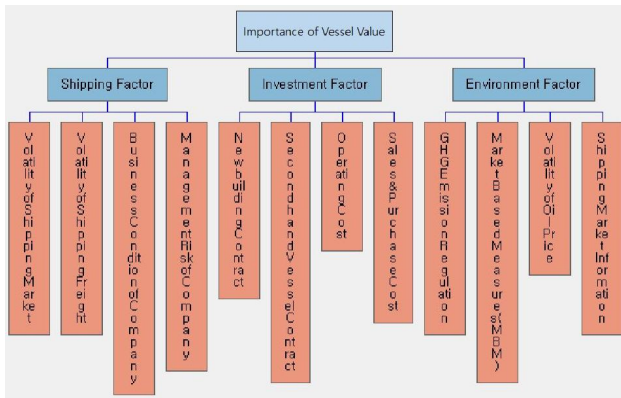 Importance of Vessel Value
Shipping Factor
Investment Factor
Environment Factor
Volatility of Shipping Market
Volatility of Shipping Freight
Business Condition of Company
Management Risk of Company
Newbuilding Contract
Secondhand Vessel Contract
Operating Cost
Sales & Purchase Cost
GHG Emission Regulation
Market Based Measures(MBM)
Volatility of Oil Price
Shipping Market Information